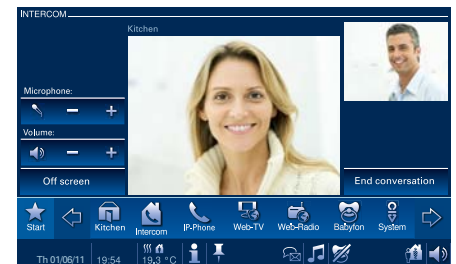 INTERCOM
Kitchen
Microphone:
Volume:
Off screen
End conversation
Start
Kitchen
Intercom
IP-Phone
Web-TV
Web-Radio
Babyfon
System
Th 01/06/11
19:54
19,3 °C